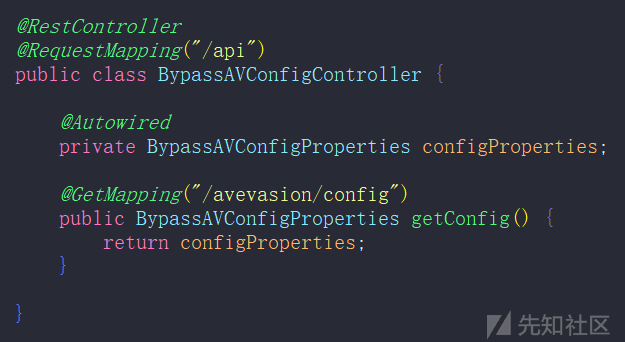 @RestController
@RequestMapping("/api")
public class BypassAVConfigController {
@Autowired
private BypassAVConfigProperties configProperties;
@GetMapping("/avevasion/config")
public BypassAVConfigProperties getConfig() {
return configProperties;
}
}
先知社区